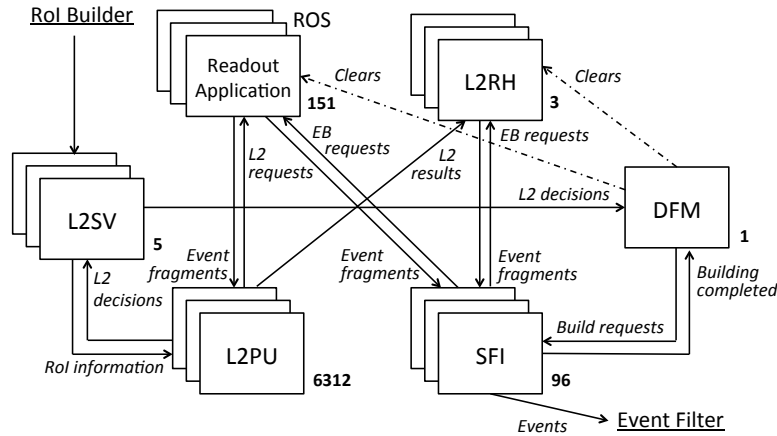 RoI Builder
ROS
Readout
Application
151
L2RH
3
Clears
Clears
L2
requests
EB
requests
L2
results
EB requests
L2SV
5
L2 decisions
DFM
1
L2
decisions
Event
fragments
Event
fragments
Event
fragments
Building
completed
RoI information
L2PU
6312
SFI
96
Build requests
Events
Event Filter